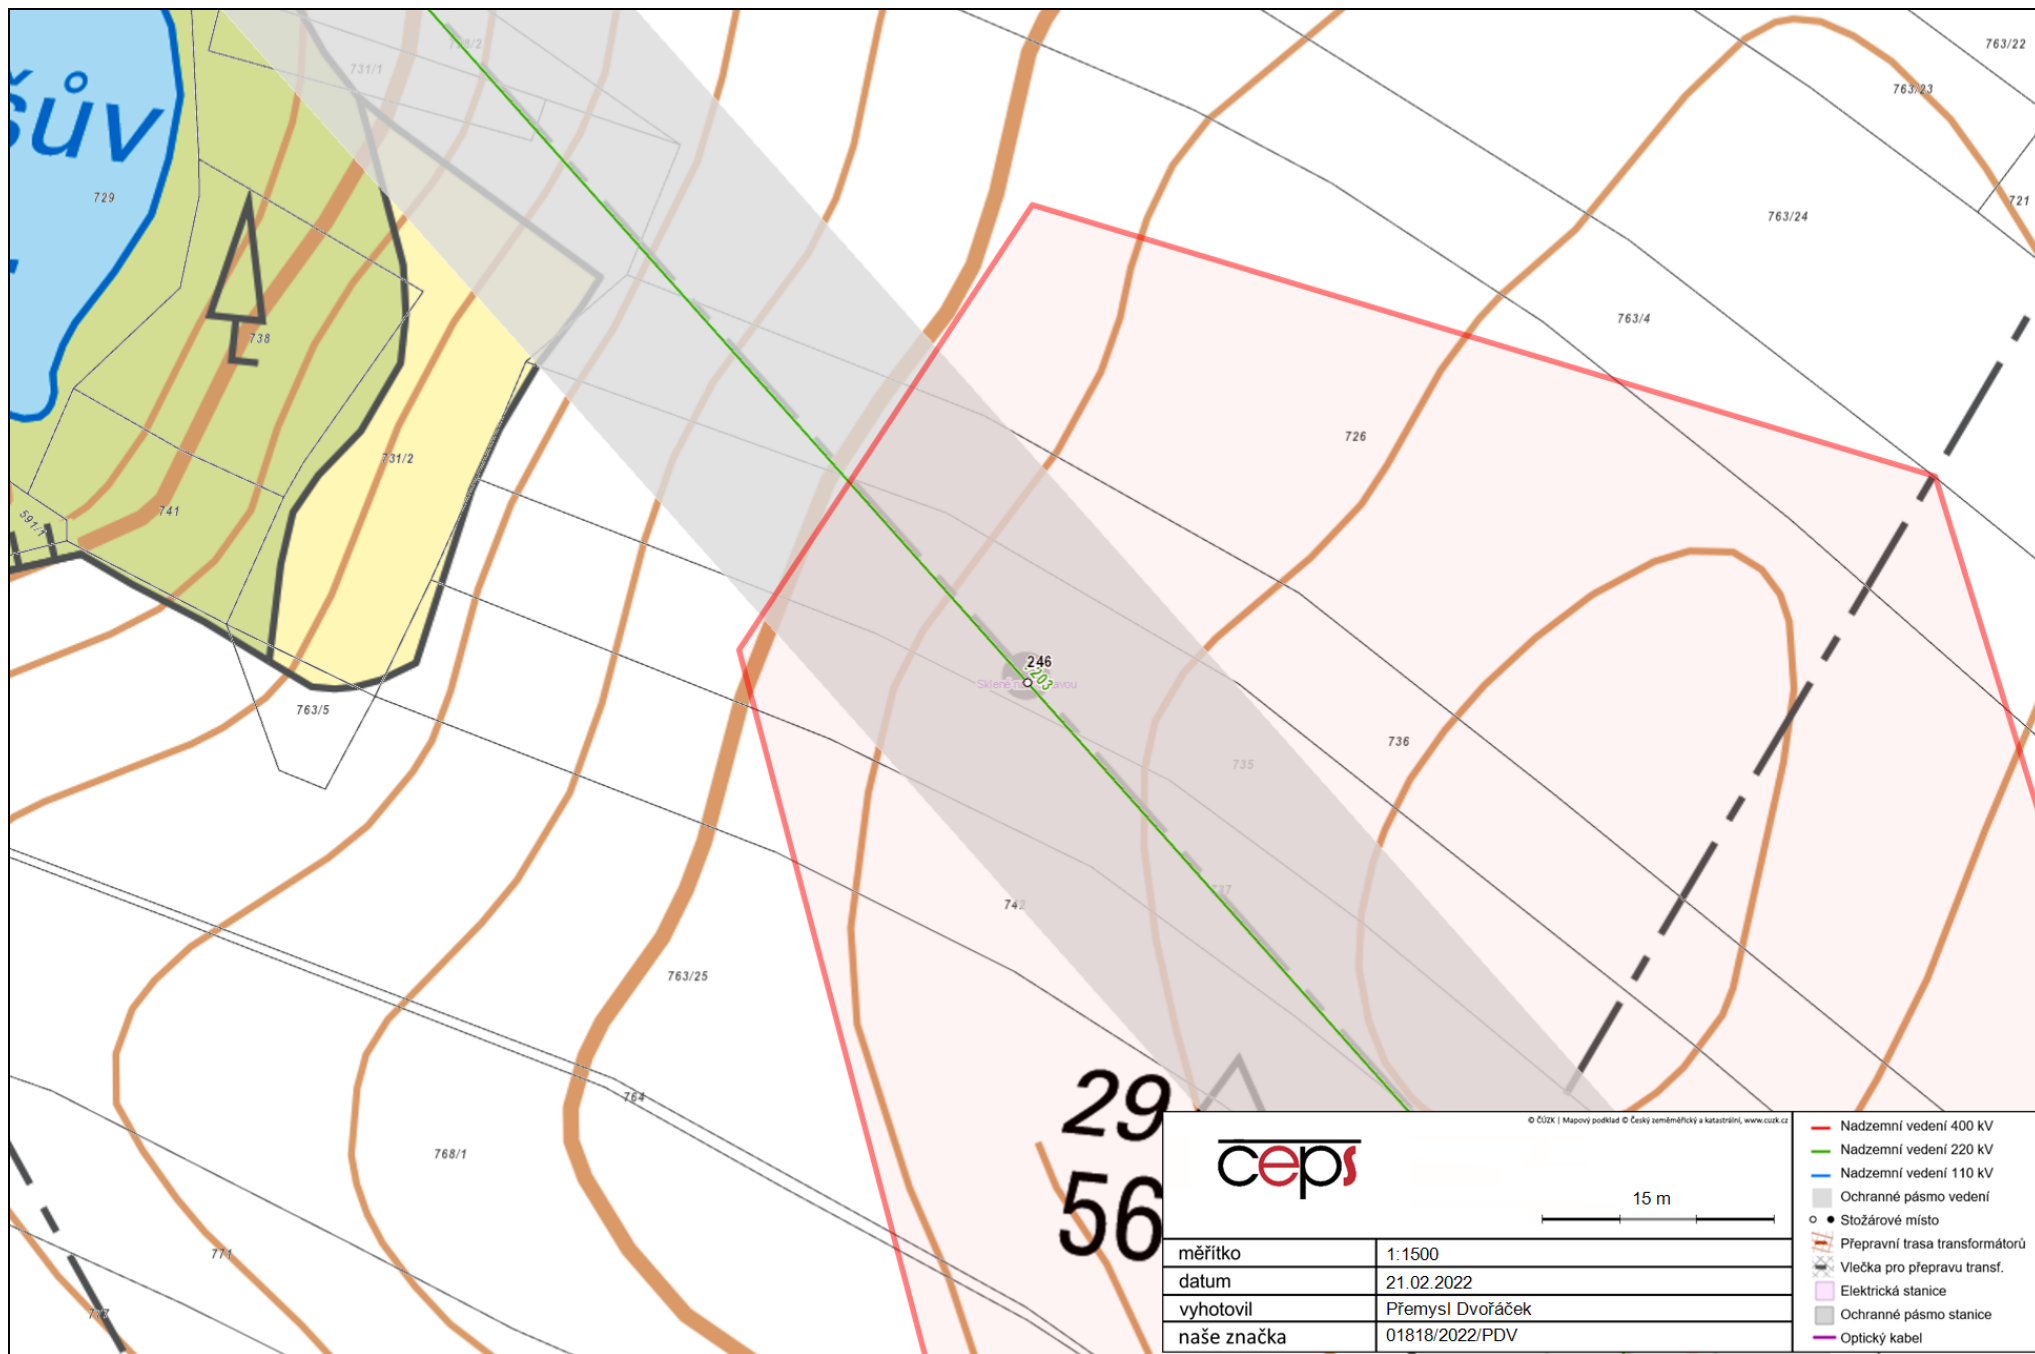 763/22
728/2
731/1
763/23
šův
729
721
763/24
763/4
738
726
731/2
741
591/1
246
203
763/5
736
735
737
742
763/25
29
56
764
768/1
771
© ČÚZK | Mapový podklad © Český zeměměřický a katastrální, www.cuzk.cz
ceps
15 m
měřítko 1:1500
datum 21.02.2022
vyhotovil Přemysl Dvořáček
naše značka 01818/2022/PDV
Nadzemní vedení 400 kV
Nadzemní vedení 220 kV
Nadzemní vedení 110 kV
Ochranné pásmo vedení
Stožárové místo
Přepravní trasa transformátorů
Vlečka pro přepravu transf.
Elektrická stanice
Ochranné pásmo stanice
Optický kabel